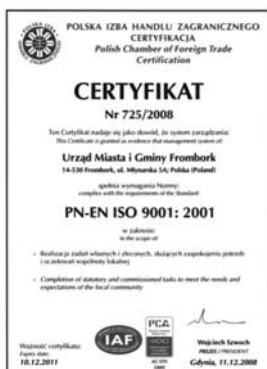 POLSKA IZBA HANDLU ZAGRANICZNEGO
CERTYFIKACJA
Polish Chamber of Foreign Trade
Certification
CERTYFIKAT
Nr 725/2008
Ten Certyfikat nadaje się jako dowód, że system zarządzania:
This Certificate is granted as evidence that management system of:
Urząd Miasta i Gminy Frombork
14-530 Frombork, ul. Młynarska 5A; Polska (Poland)
spełnia wymagania Normy:
complies with the requirements of the Standard:
PN-EN ISO 9001: 2001
w zakresie:
in the scope of:
- Realizacja zadań własnych i zleconych, służących zaspokojeniu potrzeb
i oczekiwań wspólnoty lokalnej
- Completion of statutory and commissioned tasks to meet the needs and
expectations of the local community
Ważność certyfikatu:
Expiry date:
10.12.2011
IAF
PCA
Wojciech Szwoch
PREZES / PRESIDENT
Gdynia, 11.12.2008